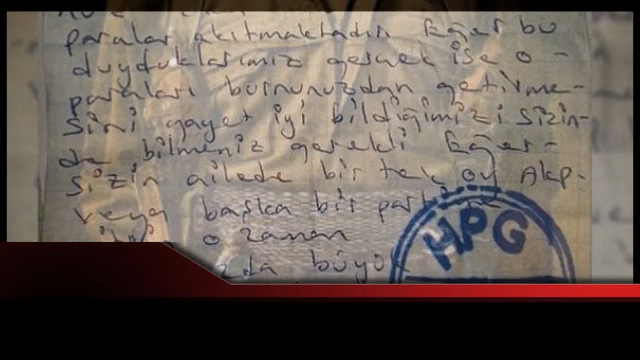 paralar akıtmaktadır Eğer bu
duyduklarımız gerçek ise o -
paraları burnunuzdan getirme-
sini gayet iyi bildiğimizi sizin-
de bilmeniz gerekli Eğer-
sizin ailede bir tek oy Akp-
veya başka bir
o zaman
büyük
HPG